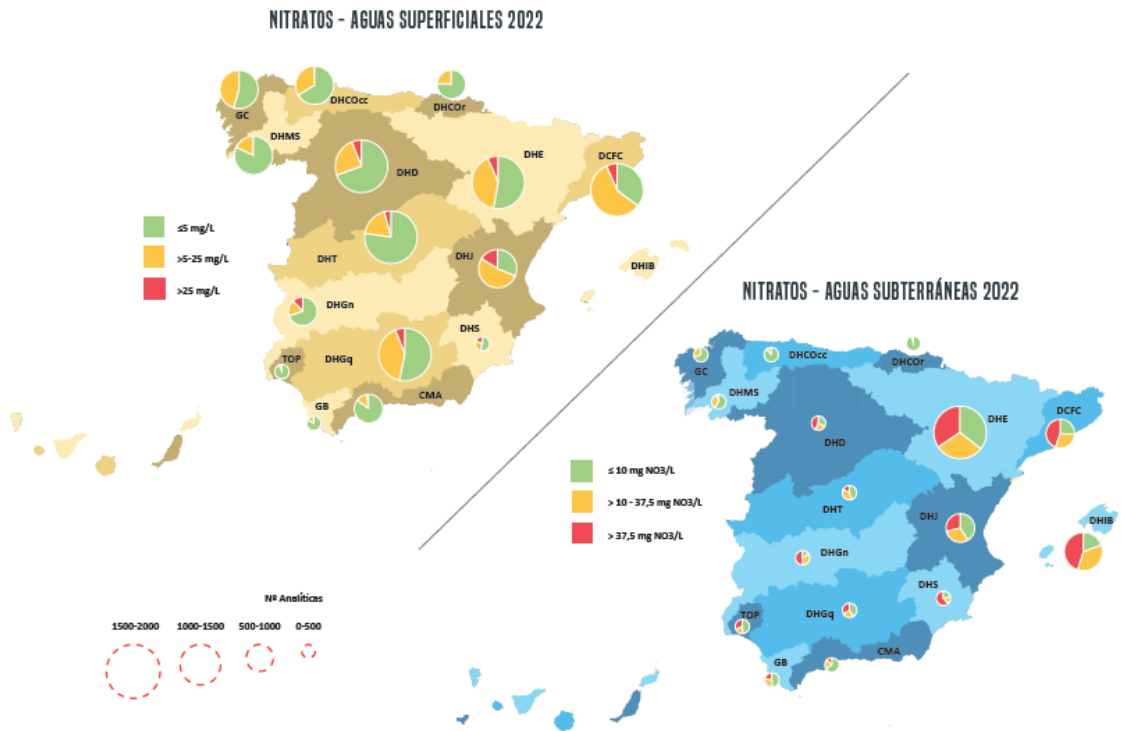 NITRATOS - AGUAS SUPERFICIALES 2022
DHCOcc
DHCOr
GC
DHMS
DHE
DCFC
DHD
≤5 mg/L
>5-25 mg/L
>25 mg/L
DHT
DHJ
DHIB
DHGn
DHS
TOP
DHGq
CMA
GB
NITRATOS - AGUAS SUBTERRÁNEAS 2022
DHCOcc
DHCOr
GC
DHMS
DHE
DCFC
DHD
≤ 10 mg NO3/L
> 10 - 37,5 mg NO3/L
> 37,5 mg NO3/L
DHT
DHJ
DHIB
DHGn
DHS
TOP
DHGq
CMA
GB
Nº Analíticas
1500-2000 1000-1500 500-1000 0-500